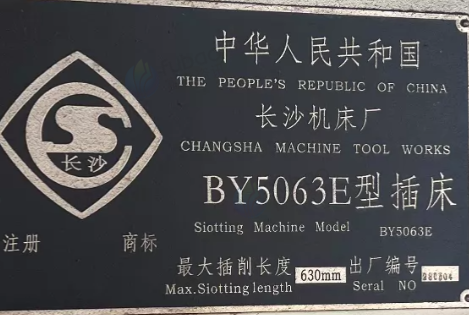 中华人民共和国
THE PEOPLE'S REPUBLIC OF CHINA
长沙机床厂
CHANGSHA MACHINE TOOL WORKS
长沙
BY5063E型插床
Siotting Machine Model BY5063E
注册 商标
最大插削长度 630mm 出厂编号
Max.Siotting length Seral NO